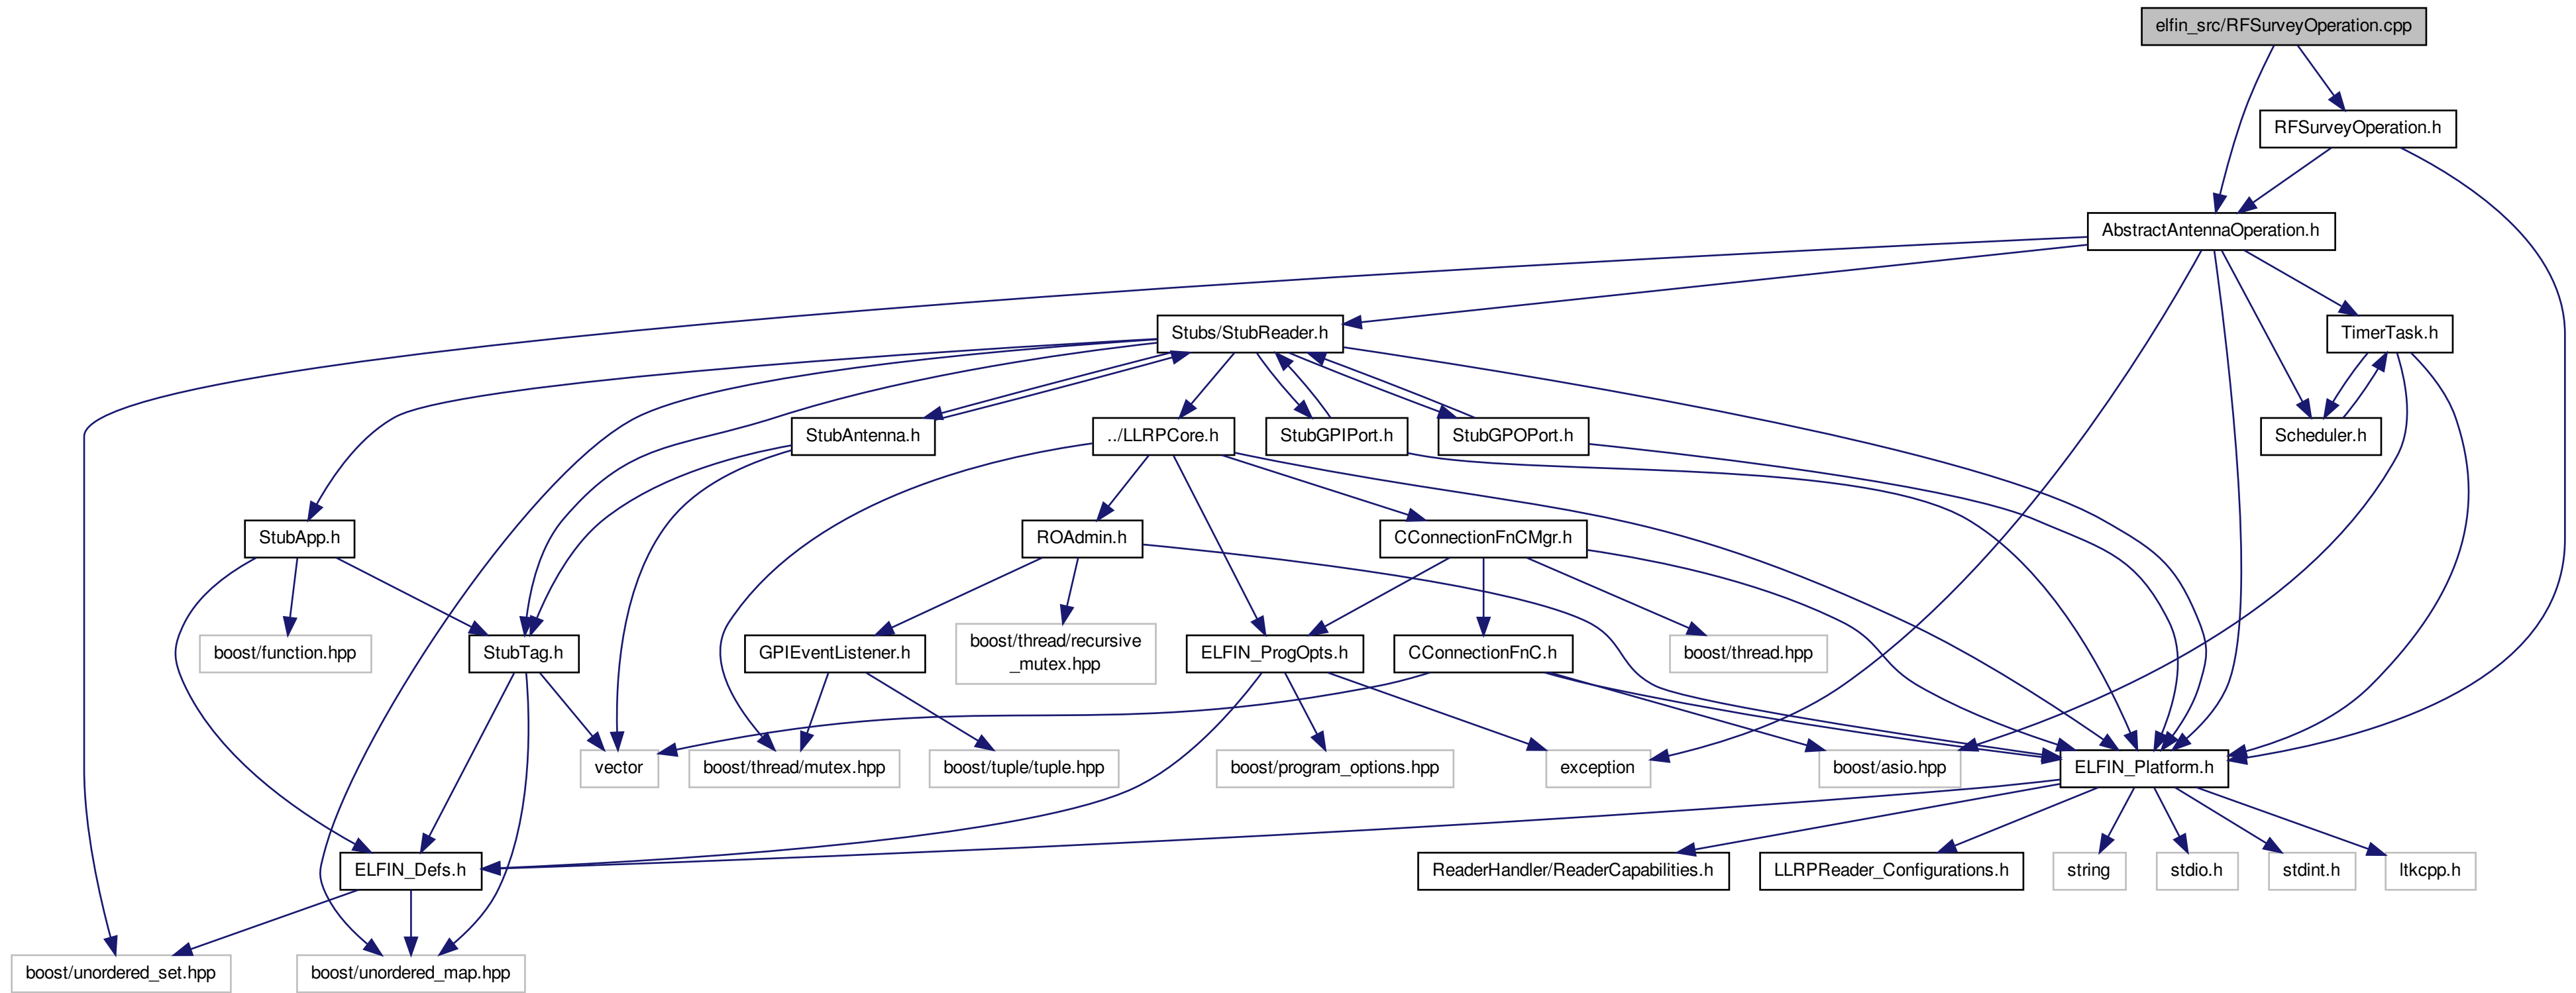 elfin_src/RFSurveyOperation.cpp
RFSurveyOperation.h
AbstractAntennaOperation.h
Stubs/StubReader.h
TimerTask.h
StubAntenna.h
../LLRPCore.h
StubGPIPort.h
StubGPOPort.h
Scheduler.h
StubApp.h
ROAdmin.h
CConnectionFnCMgr.h
boost/function.hpp
StubTag.h
GPIEventListener.h
boost/thread/recursive
_mutex.hpp
ELFIN_ProgOpts.h
CConnectionFnC.h
boost/thread.hpp
vector
boost/thread/mutex.hpp
boost/tuple/tuple.hpp
boost/program_options.hpp
exception
boost/asio.hpp
ELFIN_Platform.h
ELFIN_Defs.h
ReaderHandler/ReaderCapabilities.h
LLRPReader_Configurations.h
string
stdio.h
stdint.h
ltkcpp.h
boost/unordered_set.hpp
boost/unordered_map.hpp